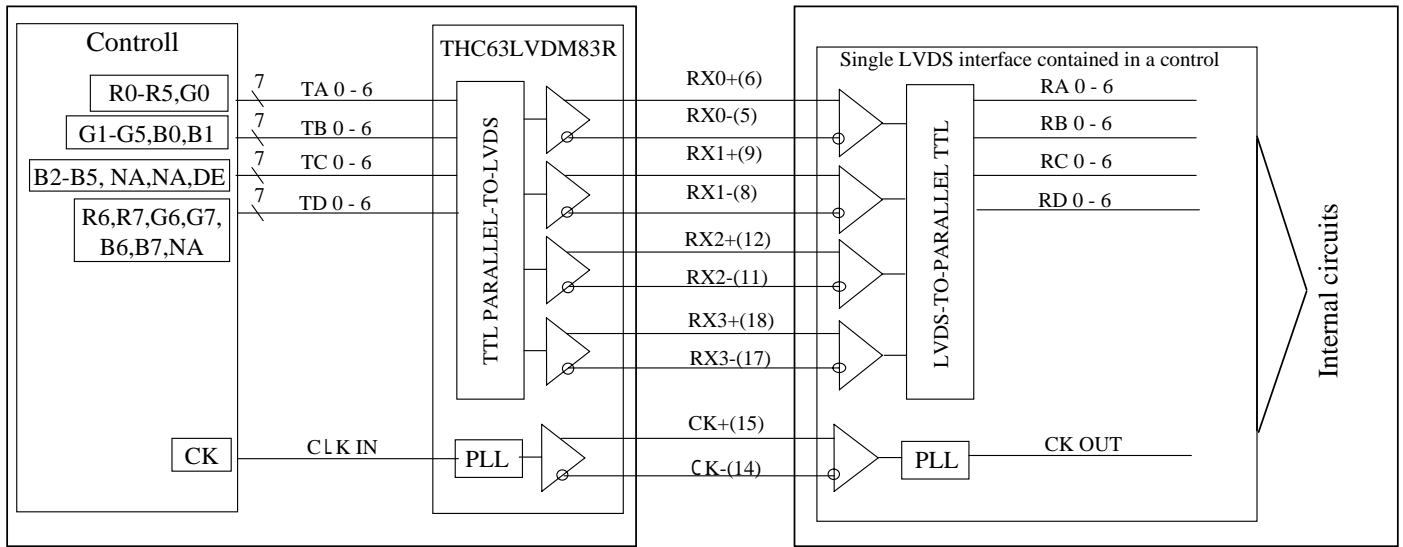 Controll
R0-R5,G0
G1-G5,B0,B1
B2-B5, NA,NA,DE
R6,R7,G6,G7,
B6,B7,NA
CK
7
TA 0 - 6
7
TB 0 - 6
7
TC 0 - 6
7
TD 0 - 6
CLK IN
THC63LVDM83R
TTL PARALLEL-TO-LVDS
PLL
RX0+(6)
RX0-(5)
RX1+(9)
RX1-(8)
RX2+(12)
RX2-(11)
RX3+(18)
RX3-(17)
CK+(15)
CK-(14)
Single LVDS interface contained in a control
LVDS-TO-PARALLEL TTL
PLL
RA 0 - 6
RB 0 - 6
RC 0 - 6
RD 0 - 6
CK OUT
Internal circuits